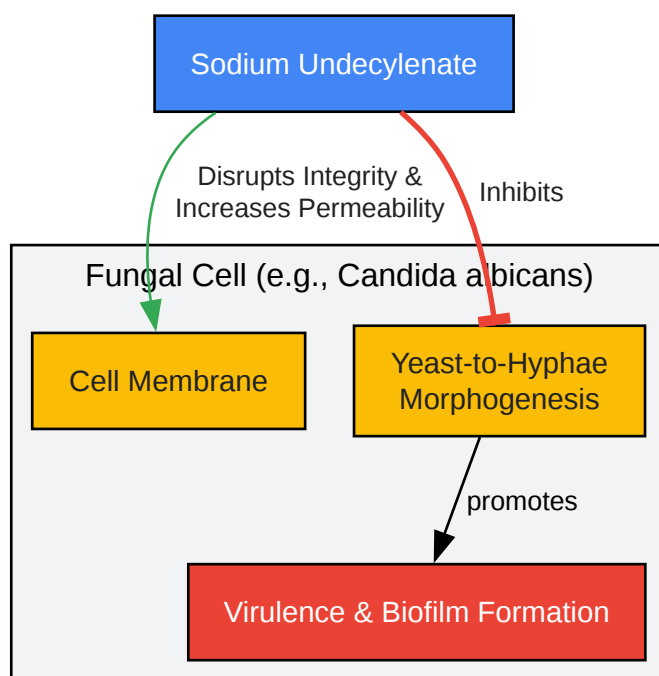 Sodium Undecylenate
Disrupts Integrity &
Increases Permeability
Inhibits
Fungal Cell (e.g., Candida albicans)
Cell Membrane
Yeast-to-Hyphae
Morphogenesis
promotes
Virulence & Biofilm Formation